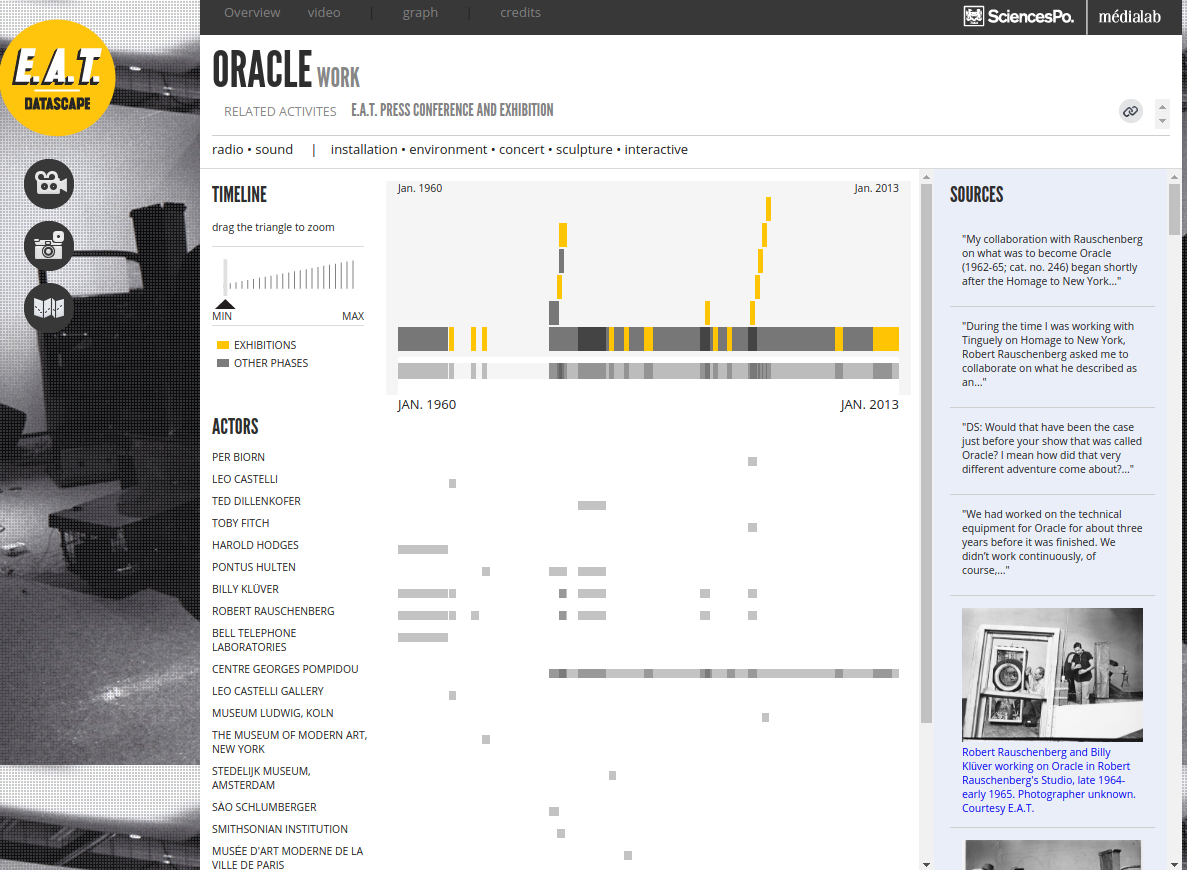 Overview video | graph | credits
SciencesPo. médialab
E.A.T.
DATASCAPE
ORACLE WORK
RELATED ACTIVITES E.A.T. PRESS CONFERENCE AND EXHIBITION
radio • sound | installation • environment • concert • sculpture • interactive
TIMELINE
drag the triangle to zoom
MIN MAX
EXHIBITIONS
OTHER PHASES
Jan. 1960 Jan. 2013
JAN. 1960 JAN. 2013
ACTORS
PER BIORN
LEO CASTELLI
TED DILLENKOFER
TOBY FITCH
HAROLD HODGES
PONTUS HULTEN
BILLY KLÜVER
ROBERT RAUSCHENBERG
BELL TELEPHONE
LABORATORIES
CENTRE GEORGES POMPIDOU
LEO CASTELLI GALLERY
MUSEUM LUDWIG, KOLN
THE MUSEUM OF MODERN ART,
NEW YORK
STEDELIJK MUSEUM,
AMSTERDAM
SÀO SCHLUMBERGER
SMITHSONIAN INSTITUTION
MUSÉE D'ART MODERNE DE LA
VILLE DE PARIS
SOURCES
"My collaboration with Rauschenberg
on what was to become Oracle
(1962-65; cat. no. 246) began shortly
after the Homage to New York..."
"During the time I was working with
Tinguely on Homage to New York,
Robert Rauschenberg asked me to
collaborate on what he described as
an..."
"DS: Would that have been the case
just before your show that was called
Oracle? I mean how did that very
different adventure come about?..."
"We had worked on the technical
equipment for Oracle for about three
years before it was finished. We
didn't work continuously, of
course,..."
Robert Rauschenberg and Billy
Klüver working on Oracle in Robert
Rauschenberg's Studio, late 1964-
early 1965. Photographer unknown.
Courtesy E.A.T.